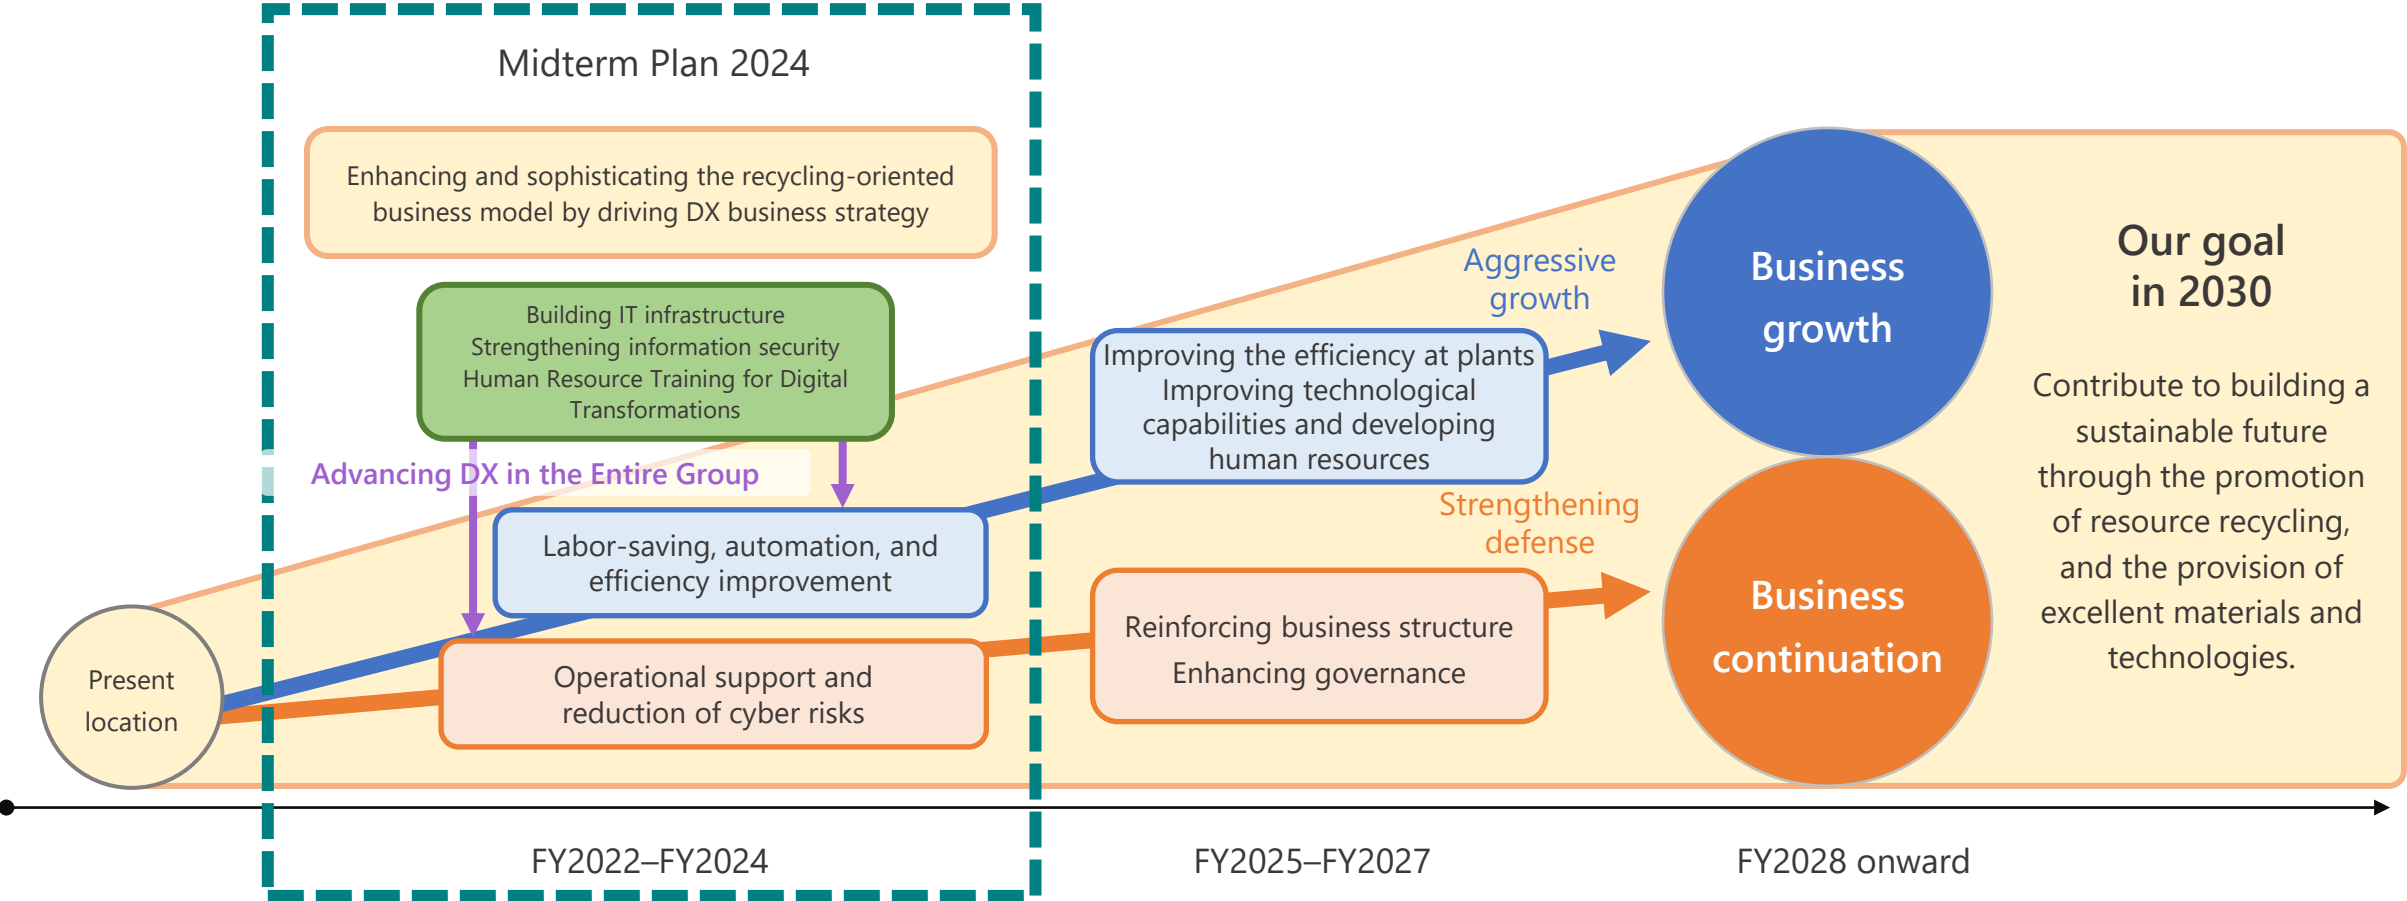 Midterm Plan 2024
Enhancing and sophisticating the recycling-oriented
business model by driving DX business strategy
Building IT infrastructure
Strengthening information security
Human Resource Training for Digital
Transformations
Advancing DX in the Entire Group
Labor-saving, automation, and
efficiency improvement
Operational support and
reduction of cyber risks
Present
location
Aggressive
growth
Improving the efficiency at plants
Improving technological
capabilities and developing
human resources
Strengthening
defense
Reinforcing business structure
Enhancing governance
Business
growth
Business
continuation
Our goal
in 2030
Contribute to building a
sustainable future
through the promotion
of resource recycling,
and the provision of
excellent materials and
technologies.
FY2022–FY2024
FY2025–FY2027
FY2028 onward